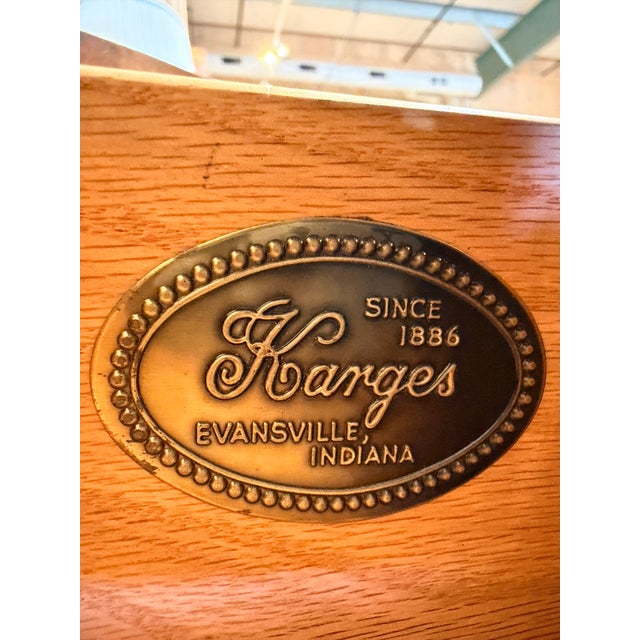 SINCE
1886
Karges
EVANSVILLE,
INDIANA